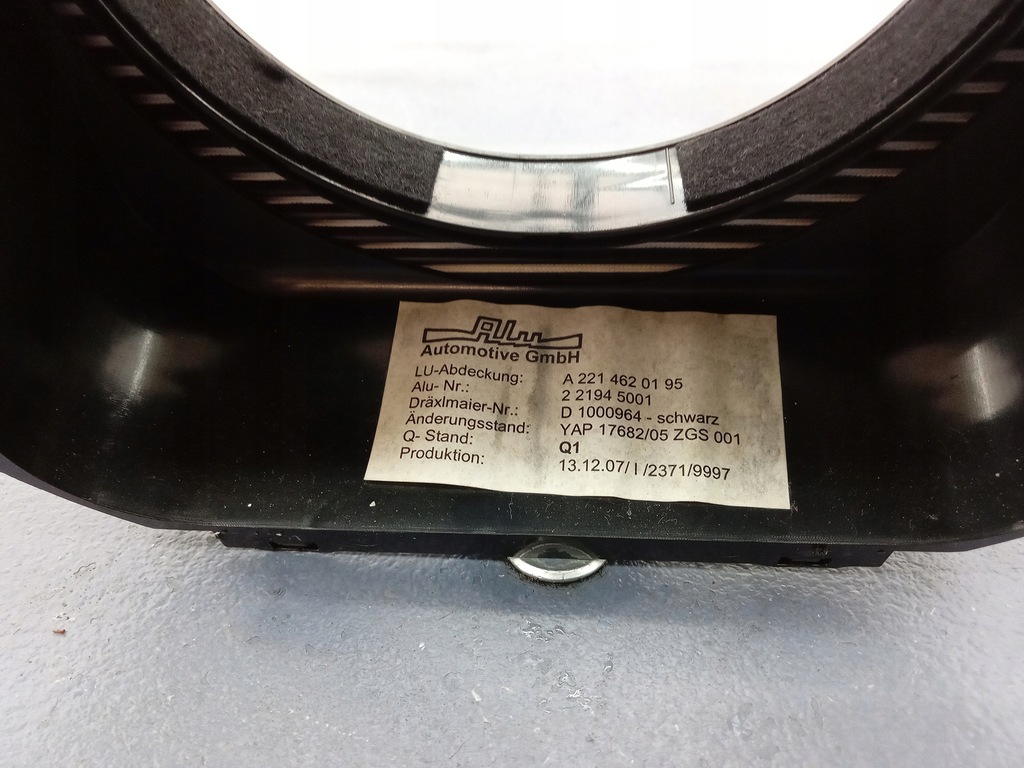 Alu
Automotive GmbH
LU-Abdeckung: A 221 462 01 95
Alu- Nr.: 2 2194 5001
Dräxlmaier-Nr.: D 1000964 - schwarz
Änderungsstand: YAP 17682/05 ZGS 001
Q- Stand: Q1
Produktion: 13.12.07/ I /2371/9997